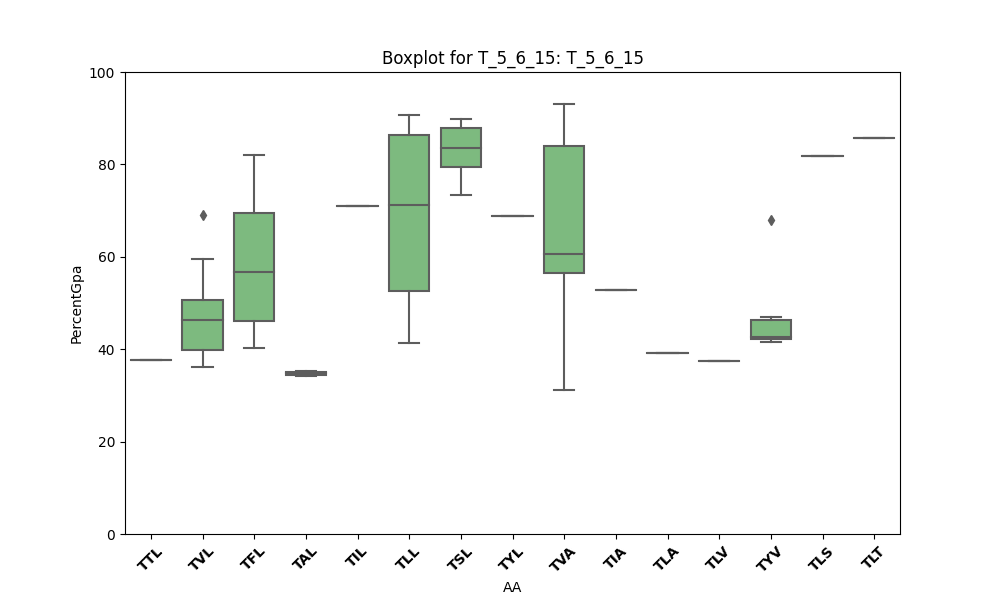 Boxplot for T_5_6_15: T_5_6_15
PercentGpa
100
80
60
40
20
0
TTL TVL TFL TAL TIL TLL TSL TYL TVA TIA TLA TLV TYV TLS TLT
AA